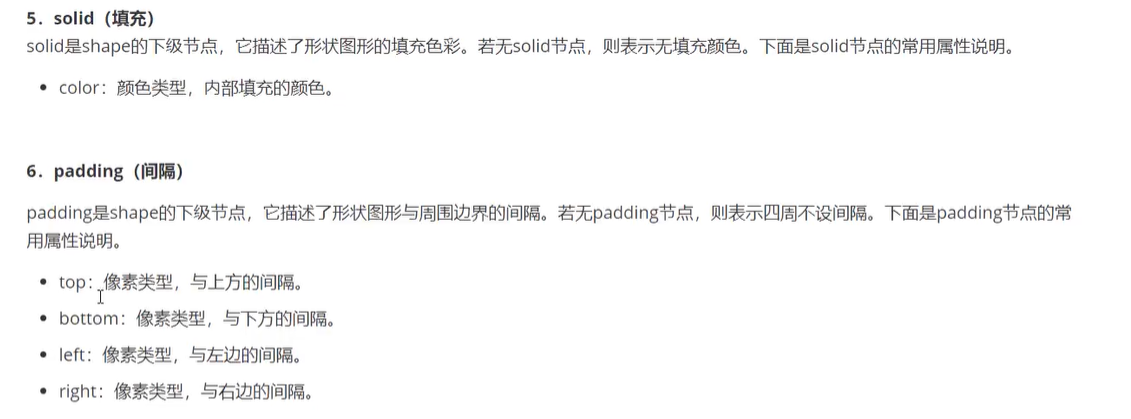 5．solid（填充）
solid是shape的下级节点，它描述了形状图形的填充色彩。若无solid节点，则表示无填充颜色。下面是solid节点的常用属性说明。
• color：颜色类型，内部填充的颜色。
6．padding（间隔）
padding是shape的下级节点，它描述了形状图形与周围边界的间隔。若无padding节点，则表示四周不设间隔。下面是padding节点的常
用属性说明。
• top：像素类型，与上方的间隔。
• bottom：像素类型，与下方的间隔。
• left：像素类型，与左边的间隔。
• right：像素类型，与右边的间隔。